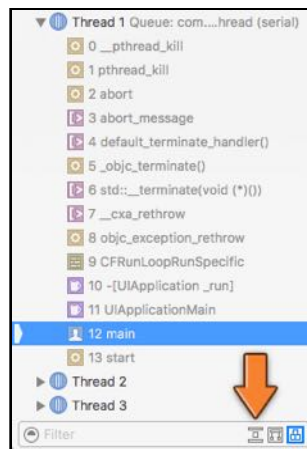 Thread 1 Queue: com....hread (serial)
0 __pthread_kill
1 pthread_kill
2 abort
3 abort_message
4 default_terminate_handler()
5 _objc_terminate()
6 std::__terminate(void (*)())
7 __cxa_rethrow
8 objc_exception_rethrow
9 CFRunLoopRunSpecific
10 -[UIApplication _run]
11 UIApplicationMain
12 main
13 start
Thread 2
Thread 3
Filter